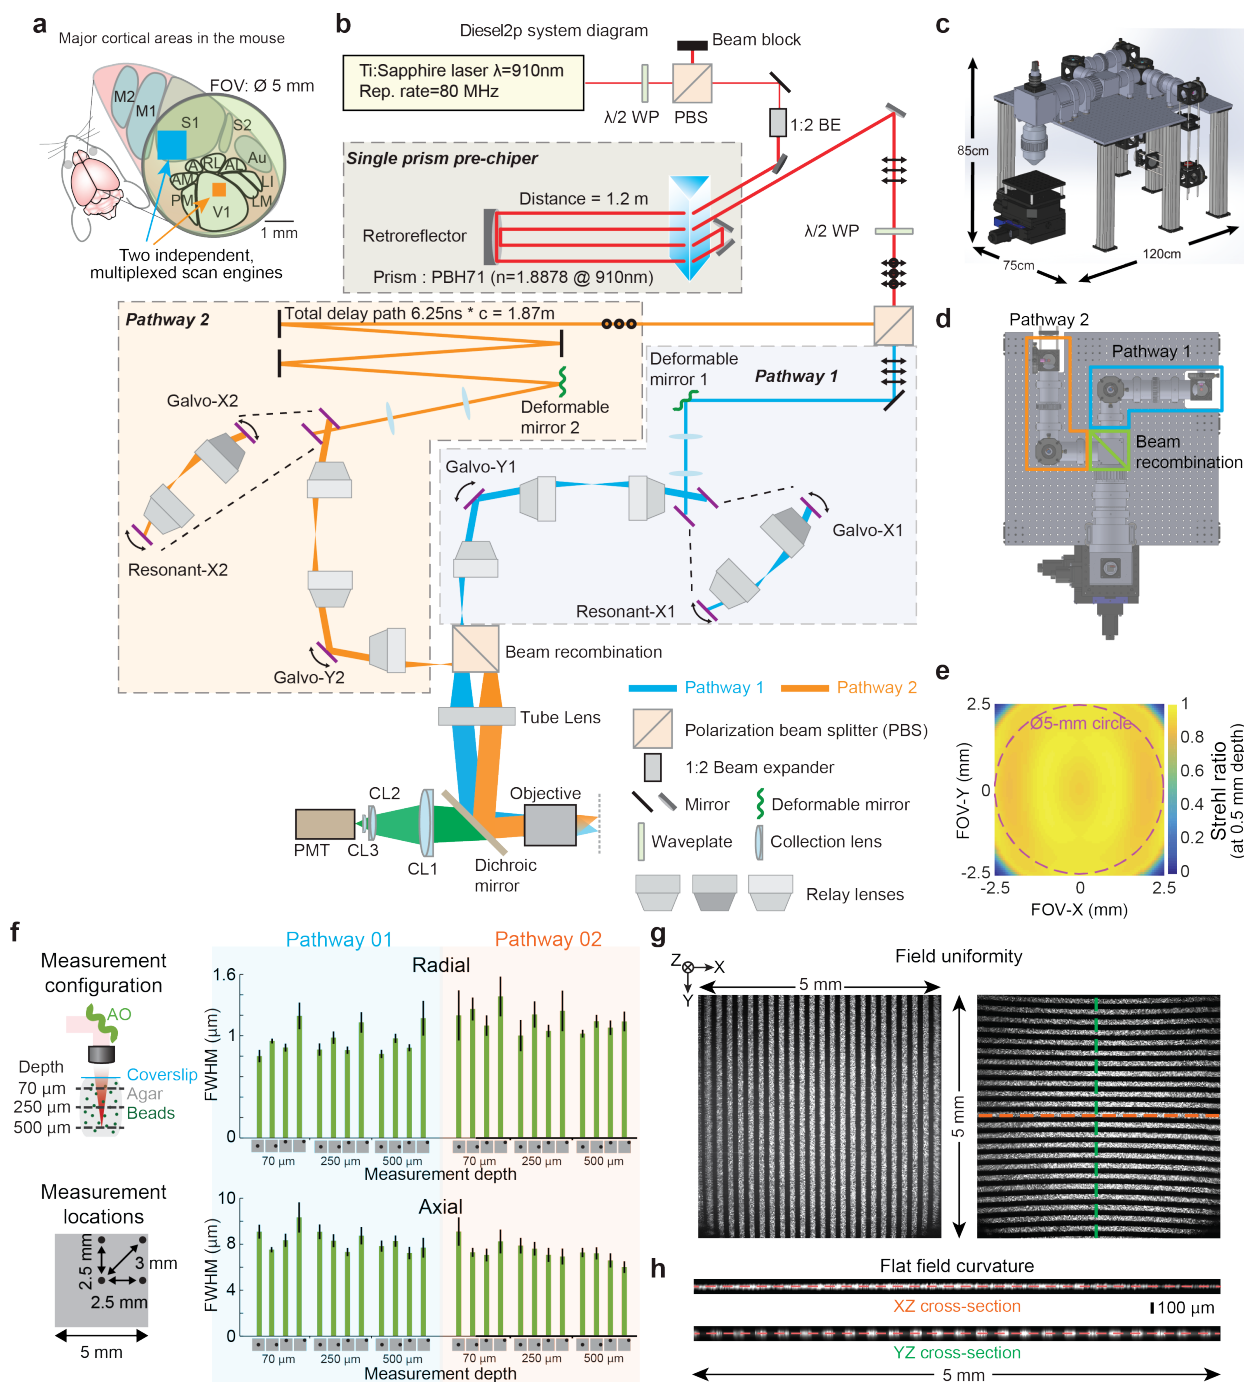 a
Major cortical areas in the mouse
FOV: Ø 5 mm
M2
M1
S1
S2
Au
A
RL
AL
AM
PM
V1
LI
LM
1 mm
Two independent,
multiplexed scan engines
b
Diesel2p system diagram
Beam block
Ti:Sapphire laser λ=910nm
Rep. rate=80 MHz
λ/2 WP
PBS
1:2 BE
Single prism pre-chiper
Distance = 1.2 m
Retroreflector
Prism : PBH71 (n=1.8878 @ 910nm)
λ/2 WP
Pathway 2
Total delay path 6.25ns * c = 1.87m
Deformable
mirror 2
Galvo-X2
Resonant-X2
Galvo-Y2
Deformable
mirror 1
Pathway 1
Galvo-Y1
Galvo-X1
Resonant-X1
Beam recombination
Tube Lens
Objective
Dichroic
mirror
CL1
CL2
CL3
PMT
Pathway 1
Pathway 2
Polarization beam splitter (PBS)
1:2 Beam expander
Mirror
Deformable mirror
Waveplate
Collection lens
Relay lenses
c
85cm
75cm
120cm
d
Pathway 2
Pathway 1
Beam
recombination
e
Ø5-mm circle
2.5
0
-2.5
FOV-Y (mm)
-2.5
0
2.5
FOV-X (mm)
1
0.8
0.6
0.4
0.2
0
Strehl ratio
(at 0.5 mm depth)
f
Measurement
configuration
AO
Depth
Coverslip
70 µm
Agar
250 µm
Beads
500 µm
Measurement
locations
2.5 mm
3 mm
2.5 mm
5 mm
Pathway 01
Pathway 02
Radial
1.6
1
0
FWHM (µm)
70 µm
250 µm
500 µm
70 µm
250 µm
500 µm
Measurement depth
Axial
10
8
4
0
FWHM (µm)
70 µm
250 µm
500 µm
70 µm
250 µm
500 µm
Measurement depth
g
Field uniformity
Z
X
Y
5 mm
5 mm
h
Flat field curvature
XZ cross-section
100 µm
YZ cross-section
5 mm